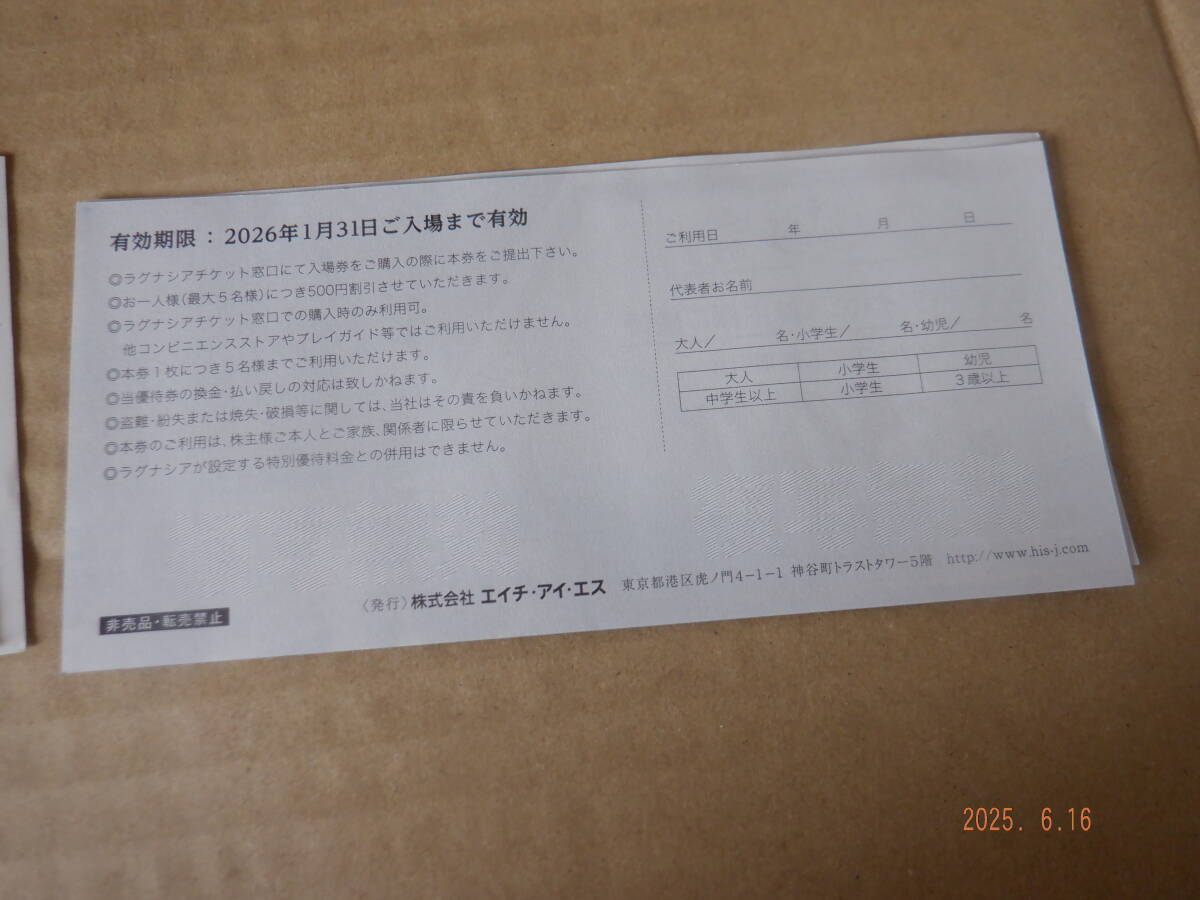 有効期限：2026年1月31日ご入場まで有効
◎ラグナシアチケット窓口にて入場券をご購入の際に本券をご提出下さい。
◎お一人様(最大5名様)につき500円割引させていただきます。
◎ラグナシアチケット窓口での購入時のみ利用可。
他コンビニエンスストアやプレイガイド等ではご利用いただけません。
◎本券1枚につき5名様までご利用いただけます。
◎当優待券の換金・払い戻しの対応は致しかねます。
◎盗難・紛失または焼失・破損等に関しては、当社はその責を負いかねます。
◎本券のご利用は、株主様ご本人とご家族、関係者に限らせていただきます。
◎ラグナシアが設定する特別優待料金との併用はできません。
ご利用日 年 月 日
代表者お名前
大人/ 名・小学生/ 名・幼児/ 名
大人 小学生 幼児
中学生以上 小学生 3歳以上
非売品・転売禁止
〈発行〉株式会社 エイチ・アイ・エス 東京都港区虎ノ門4-1-1 神谷町トラストタワー5階 http://www.his-j.com
2025. 6.16